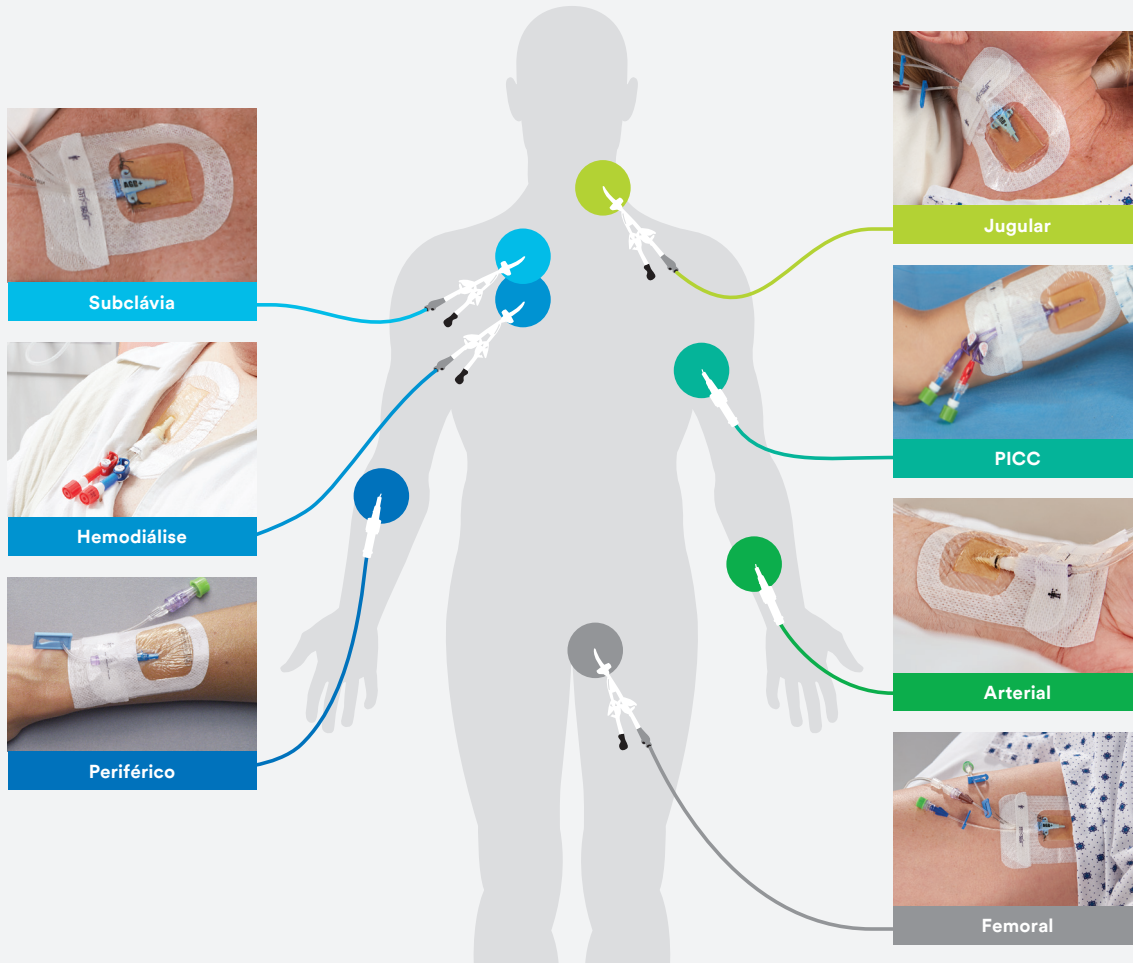 Subclávia
Hemodiálise
Periférico
Jugular
PICC
Arterial
Femoral